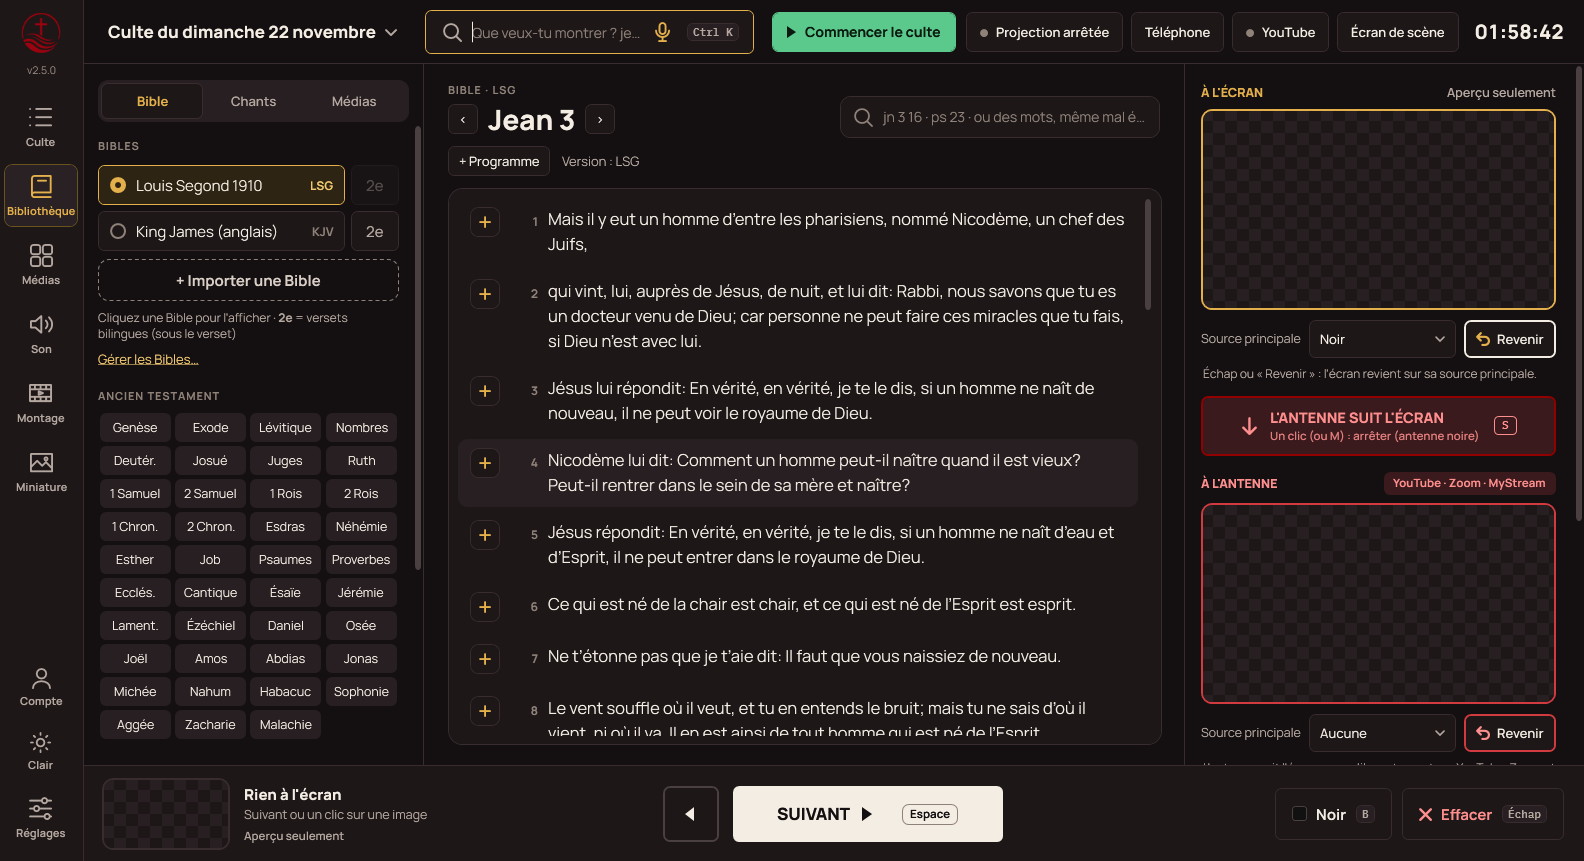 v2.5.0
Culte
Bibliothèque
Médias
Son
Montage
Miniature
Compte
Clair
Réglages
Culte du dimanche 22 novembre
Que veux-tu montrer ? je... Ctrl K
Commencer le culte
Projection arrêtée
Téléphone
YouTube
Écran de scène
01:58:42
Bible Chants Médias
BIBLES
Louis Segond 1910 LSG 2e
King James (anglais) KJV 2e
+ Importer une Bible
Cliquez une Bible pour l'afficher · 2e = versets
bilingues (sous le verset)
Gérer les Bibles...
ANCIEN TESTAMENT
Genèse Exode Lévitique Nombres
Deutér. Josué Juges Ruth
1 Samuel 2 Samuel 1 Rois 2 Rois
1 Chron. 2 Chron. Esdras Néhémie
Esther Job Psaumes Proverbes
Ecclés. Cantique Ésaïe Jérémie
Lament. Ézéchiel Daniel Osée
Joël Amos Abdias Jonas
Michée Nahum Habacuc Sophonie
Aggée Zacharie Malachie
BIBLE · LSG
‹ Jean 3 ›
jn 3 16 · ps 23 · ou des mots, même mal é...
+ Programme Version : LSG
1 Mais il y eut un homme d'entre les pharisiens, nommé Nicodème, un chef des
Juifs,
2 qui vint, lui, auprès de Jésus, de nuit, et lui dit: Rabbi, nous savons que tu es
un docteur venu de Dieu; car personne ne peut faire ces miracles que tu fais,
si Dieu n'est avec lui.
3 Jésus lui répondit: En vérité, en vérité, je te le dis, si un homme ne naît de
nouveau, il ne peut voir le royaume de Dieu.
4 Nicodème lui dit: Comment un homme peut-il naître quand il est vieux?
Peut-il rentrer dans le sein de sa mère et naître?
5 Jésus répondit: En vérité, en vérité, je te le dis, si un homme ne naît d'eau et
d'Esprit, il ne peut entrer dans le royaume de Dieu.
6 Ce qui est né de la chair est chair, et ce qui est né de l'Esprit est esprit.
7 Ne t'étonne pas que je t'aie dit: Il faut que vous naissiez de nouveau.
8 Le vent souffle où il veut, et tu en entends le bruit; mais tu ne sais d'où il
vient, ni où il va. Il en est ainsi de tout homme qui est né de l'Esprit.
À L'ÉCRAN Aperçu seulement
Source principale Noir Revenir
Échap ou « Revenir » : l'écran revient sur sa source principale.
L'ANTENNE SUIT L'ÉCRAN
Un clic (ou M) : arrêter (antenne noire) S
À L'ANTENNE YouTube · Zoom · MyStream
Source principale Aucune Revenir
Rien à l'écran
Suivant ou un clic sur une image
Aperçu seulement
SUIVANT Espace
Noir B
Effacer Échap